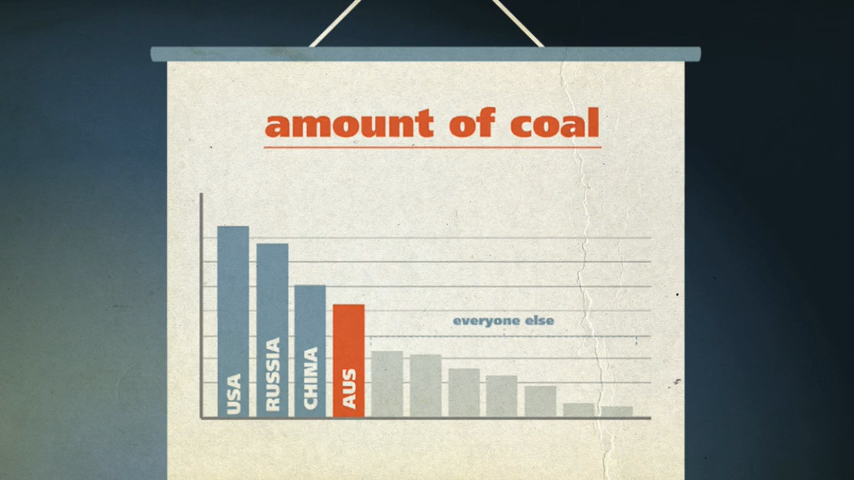 amount of coal
everyone else
USA
RUSSIA
CHINA
AUS